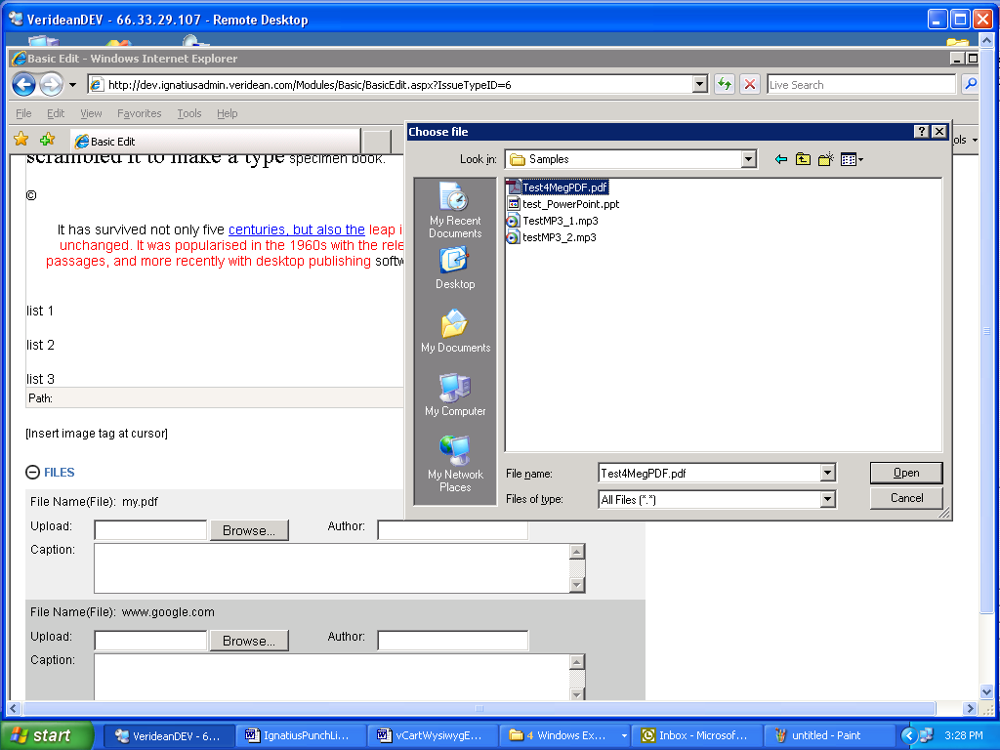 VerideanDEV - 66.33.29.107 - Remote Desktop
Basic Edit - Windows Internet Explorer
http://dev.ignatiusadmin.veridean.com/Modules/Basic/BasicEdit.aspx?IssueTypeID=6
Live Search
File Edit View Favorites Tools Help
Basic Edit
ols
scrambled it to make a type specimen book.
©
It has survived not only five centuries, but also the leap i
unchanged. It was popularised in the 1960s with the rele
passages, and more recently with desktop publishing softw
list 1
list 2
list 3
Path:
[Insert image tag at cursor]
FILES
File Name(File): my.pdf
Upload: Browse... Author:
Caption:
File Name(File): www.google.com
Upload: Browse... Author:
Caption:
Choose file
Look in: Samples
My Recent
Documents
Desktop
My Documents
My Computer
My Network
Places
Test4MegPDF.pdf
test_PowerPoint.ppt
TestMP3_1.mp3
testMP3_2.mp3
File name: Test4MegPDF.pdf Open
Files of type: All Files (*.*) Cancel
start
VerideanDEV - 6...
IgnatiusPunchLi...
vCartWysiwygE...
4 Windows Ex...
Inbox - Microsof...
untitled - Paint
3:28 PM